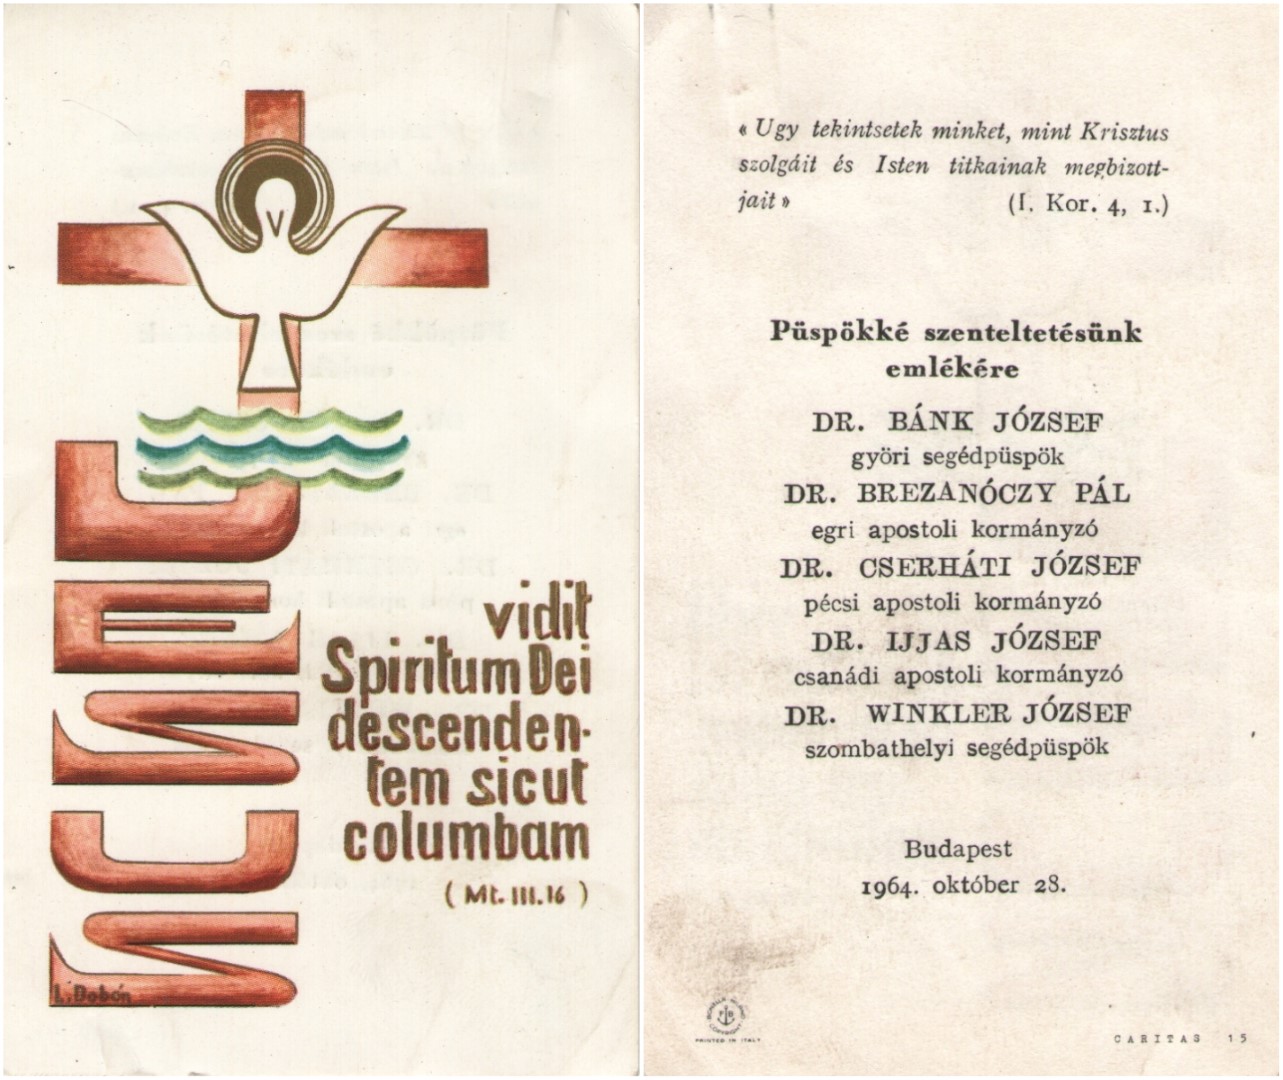 JESUS
vidit
Spiritum Dei
descenden-
tem sicut
columbam
(Mt. III.16)
L. Dobón
« Ugy tekintsetek minket, mint Krisztus
szolgáit és Isten titkainak megbizott-
jait » (I. Kor. 4, 1.)
Püspökké szenteltetésünk
emlékére
DR. BÁNK JÓZSEF
györi segédpüspök
DR. BREZANÓCZY PÁL
egri apostoli kormányzó
DR. CSERHÁTI JÓZSEF
pécsi apostoli kormányzó
DR. IJJAS JÓZSEF
csanádi apostoli kormányzó
DR. WINKLER JÓZSEF
szombathelyi segédpüspök
Budapest
1964. október 28.
PRINTED IN ITALY
CARITAS 15